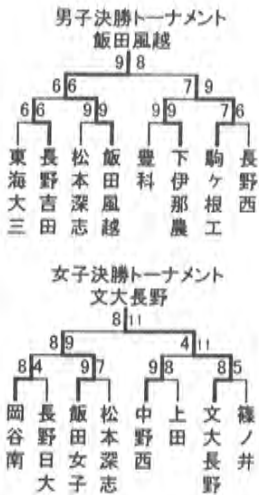 男子決勝トーナメント
飯田風越
9 8
6 6 7 9
6 6 9 9 9 9 7 6
東海大三
長野吉田
松本深志
飯田風越
豊科
下伊那農
駒ケ根工
長野西
女子決勝トーナメント
文大長野
8 11
8 9 4 11
8 4 9 7 9 8 8 5
岡谷南
長野日大
飯田女子
松本深志
中野西
上田
文大長野
篠ノ井